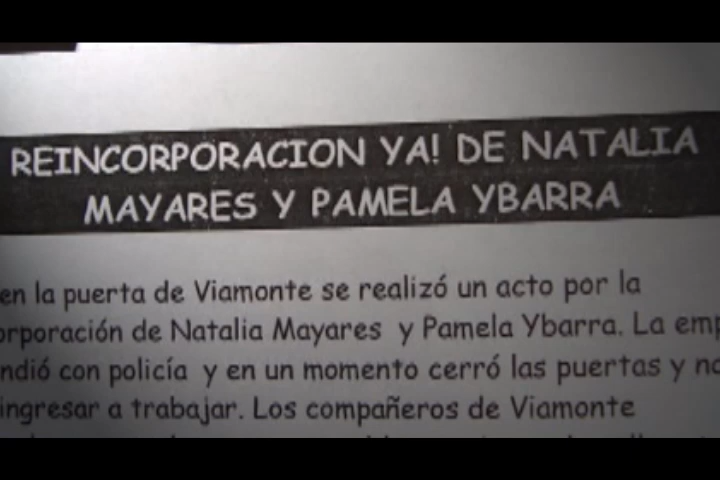 REINCORPORACION YA! DE NATALIA
MAYARES Y PAMELA YBARRA
en la puerta de Viamonte se realizó un acto por la
orporación de Natalia Mayares y Pamela Ybarra. La emp
ndió con policía y en un momento cerró las puertas y no
ingresar a trabajar. Los compañeros de Viamonte